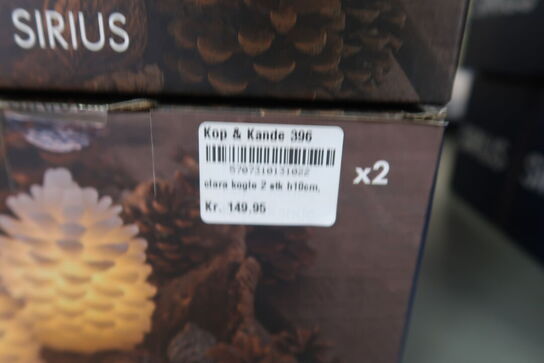 SIRIUS
Kop & Kande 396
5707310131022
clara kogle 2 stk h10cm,
Kr. 149.95
x2